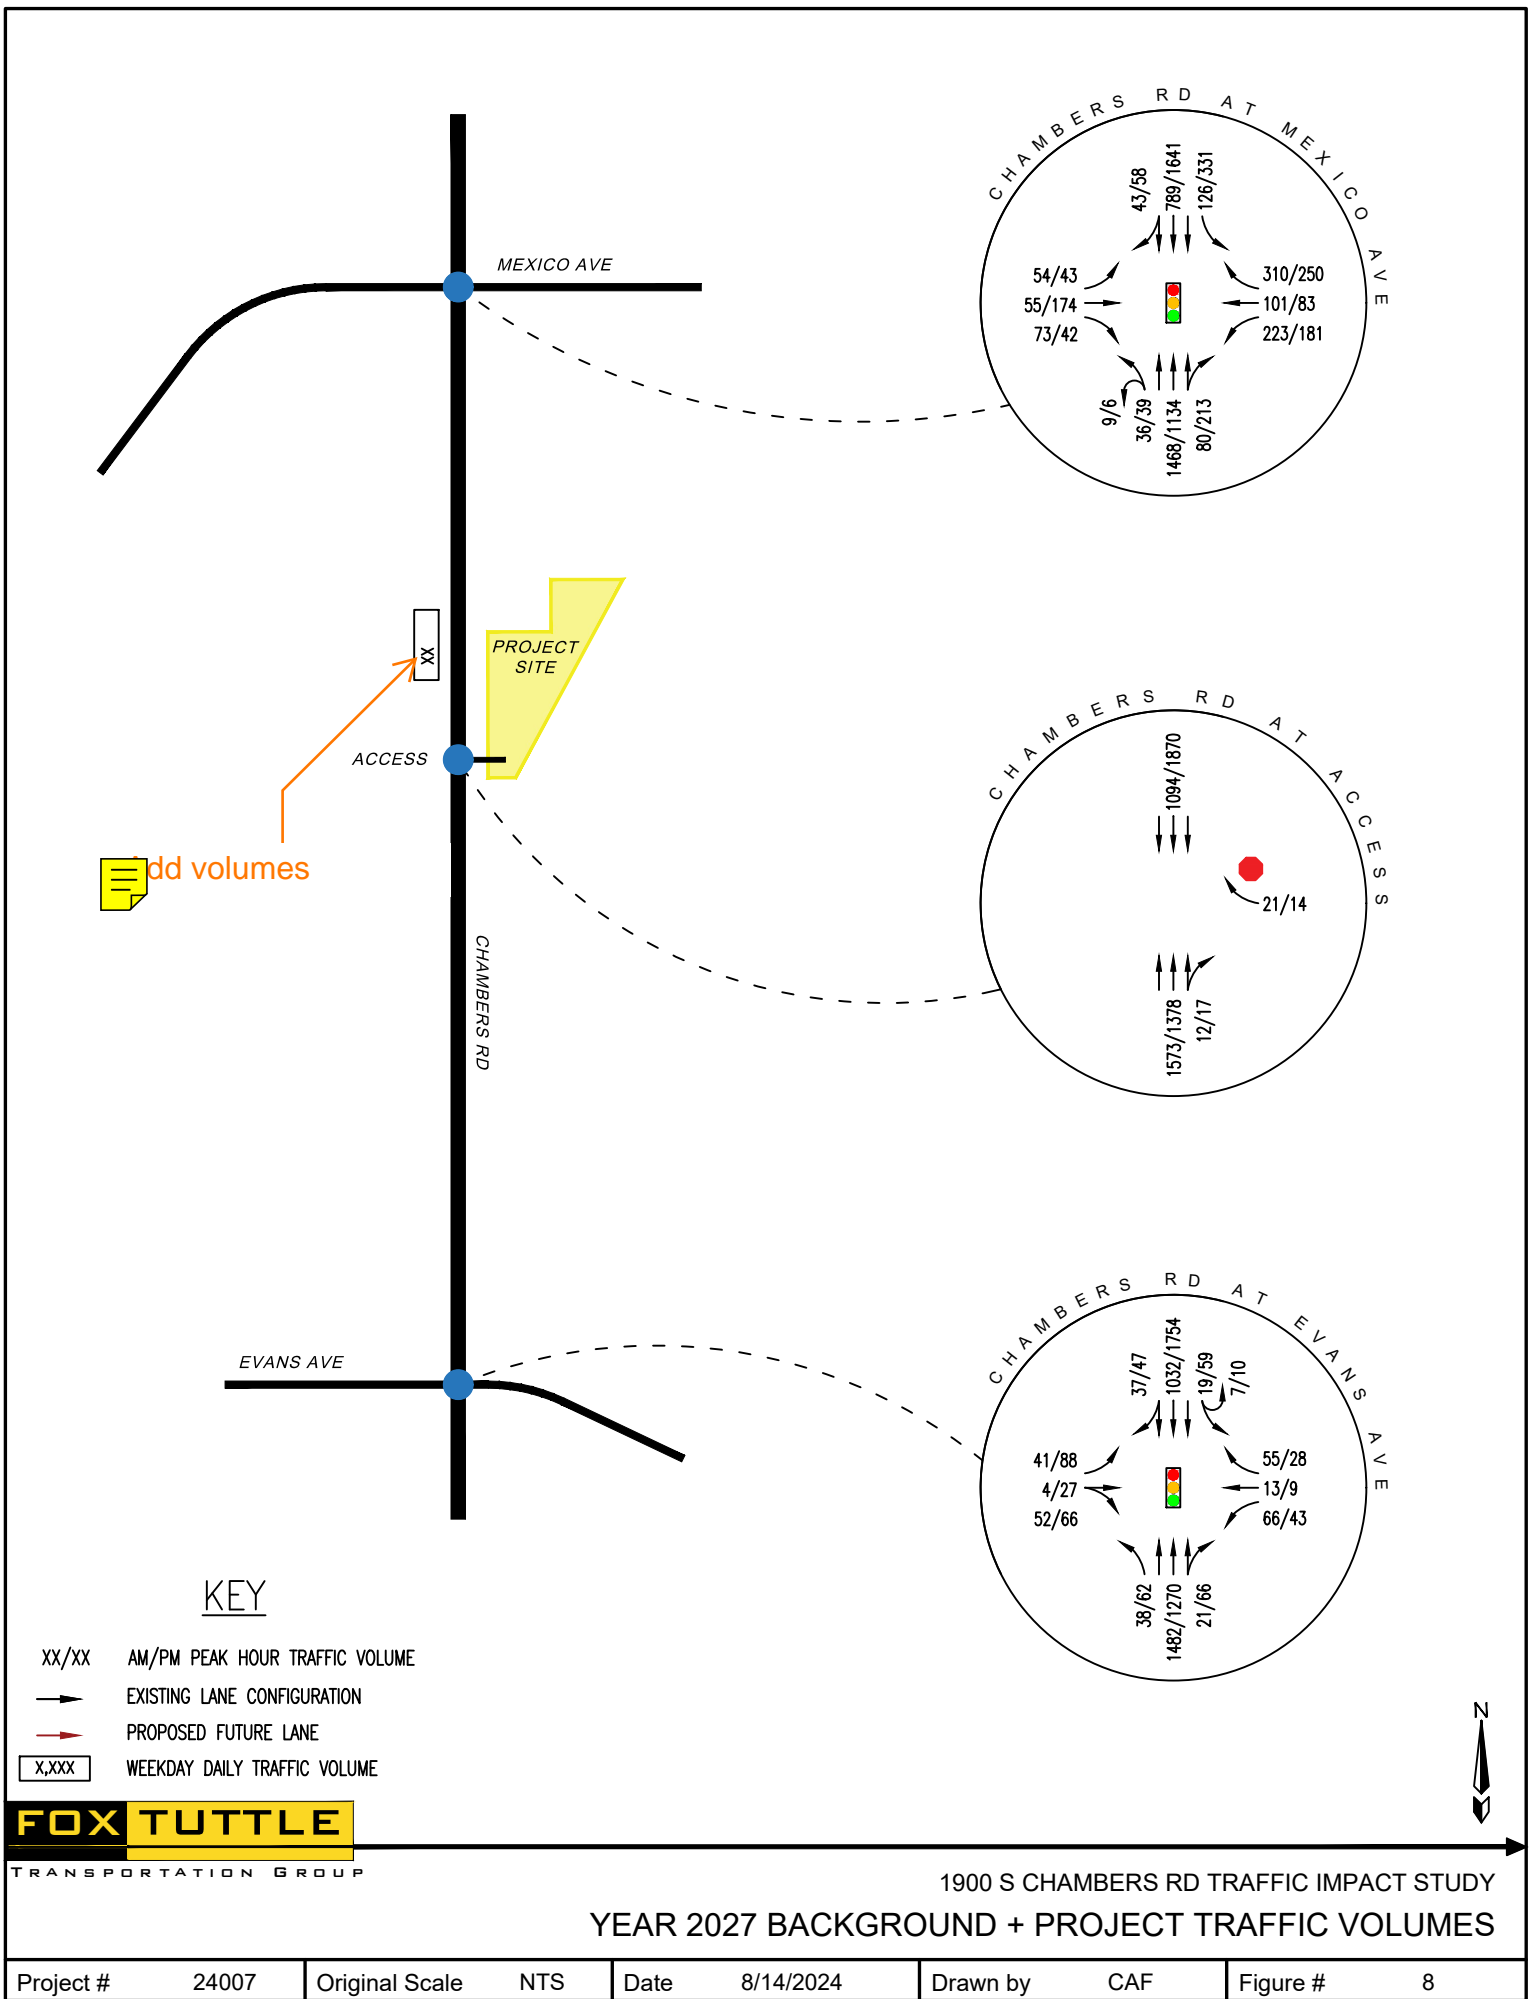 CHAMBERS RD AT MEXICO AVE
43/58
789/1641
126/331
54/43
55/174
73/42
310/250
101/83
223/181
9/6
36/39
1468/1134
80/213
MEXICO AVE
XX
PROJECT
SITE
ACCESS
dd volumes
CHAMBERS RD
CHAMBERS RD AT ACCESS
1094/1870
21/14
1573/1378
12/17
EVANS AVE
CHAMBERS RD AT EVANS AVE
37/47
1032/1754
19/59
7/10
41/88
4/27
52/66
55/28
13/9
66/43
38/62
1482/1270
21/66
KEY
XX/XX AM/PM PEAK HOUR TRAFFIC VOLUME
EXISTING LANE CONFIGURATION
PROPOSED FUTURE LANE
X,XXX WEEKDAY DAILY TRAFFIC VOLUME
N
FOX TUTTLE
TRANSPORTATION GROUP
1900 S CHAMBERS RD TRAFFIC IMPACT STUDY
YEAR 2027 BACKGROUND + PROJECT TRAFFIC VOLUMES
Project # 24007 Original Scale NTS Date 8/14/2024 Drawn by CAF Figure # 8